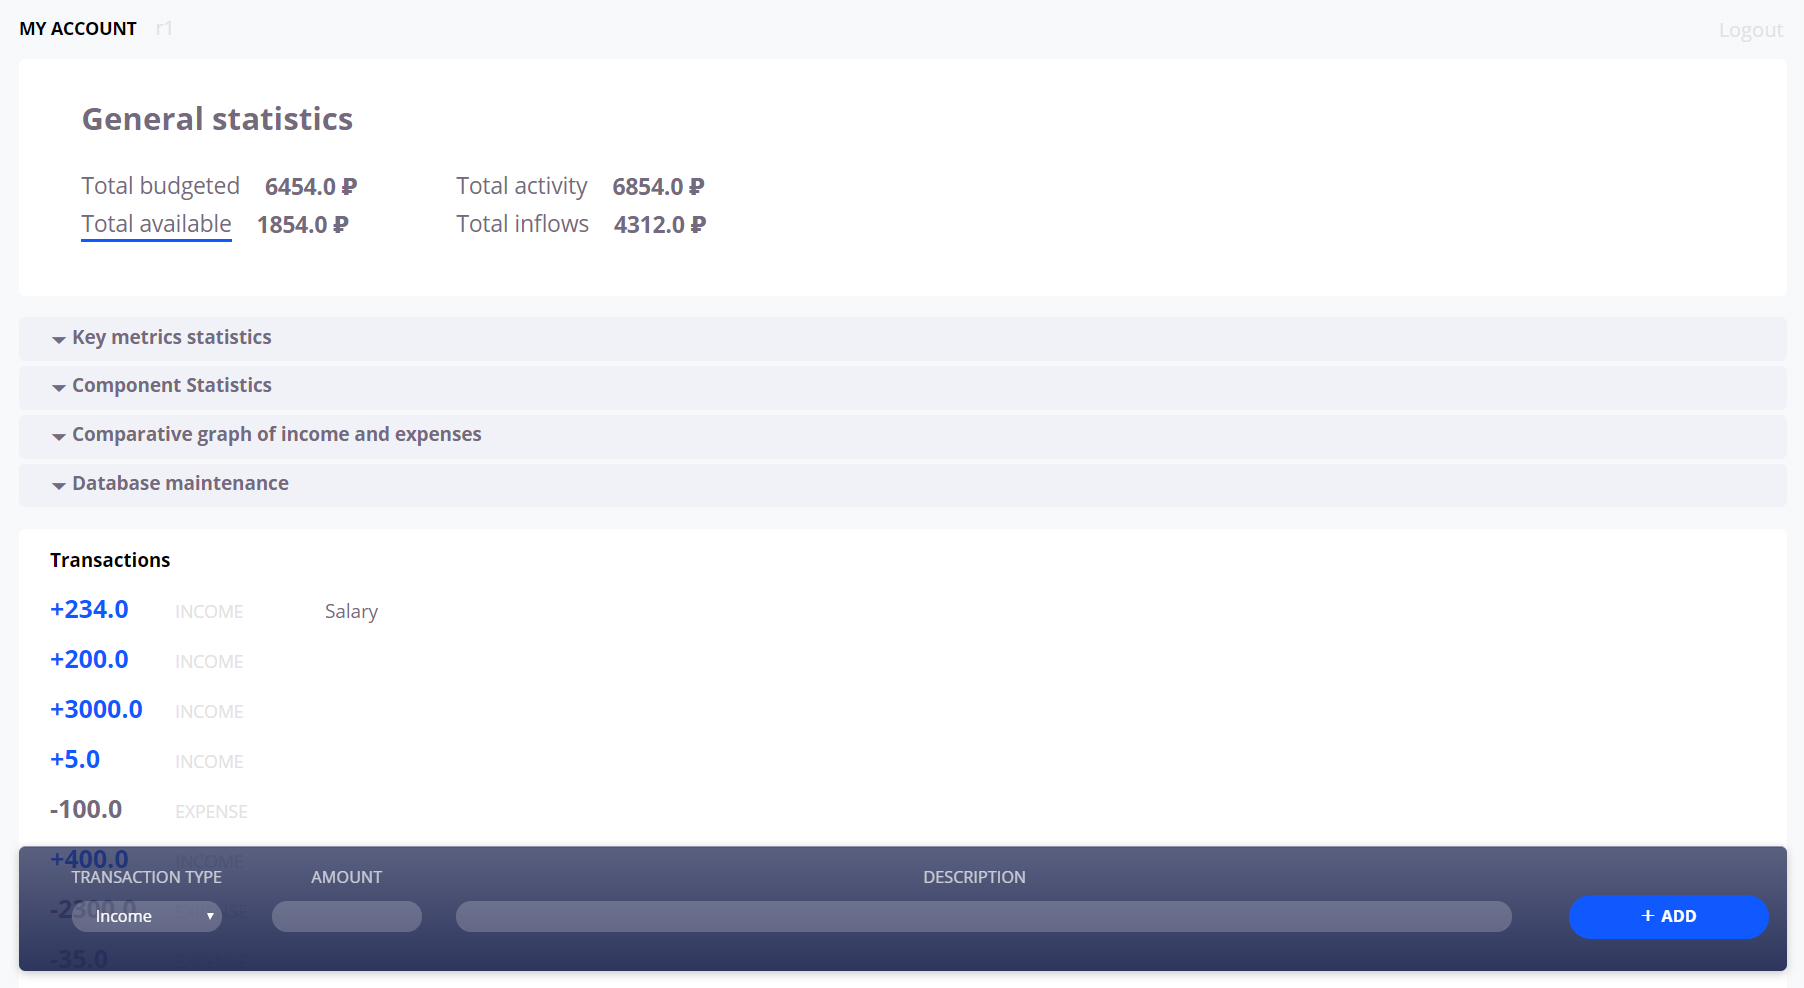 MY ACCOUNT r1 Logout
General statistics
Total budgeted 6454.0 ₽ Total activity 6854.0 ₽
Total available 1854.0 ₽ Total inflows 4312.0 ₽
Key metrics statistics
Component Statistics
Comparative graph of income and expenses
Database maintenance
Transactions
+234.0 INCOME Salary
+200.0 INCOME
+3000.0 INCOME
+5.0 INCOME
-100.0 EXPENSE
+400.0 INCOME
TRANSACTION TYPE AMOUNT DESCRIPTION
-2300.0
Income + ADD
-35.0